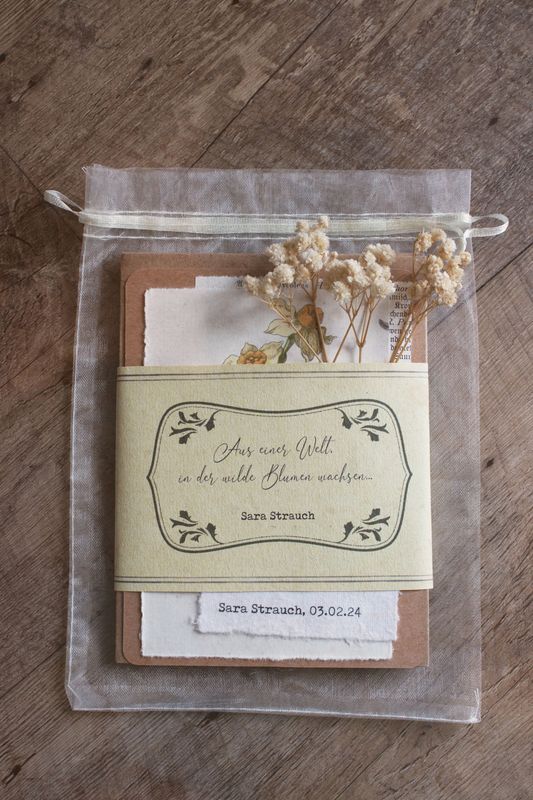 Aus einer Welt,
in der wilde Blumen wachsen...
Sara Strauch
Sara Strauch, 03.02.24